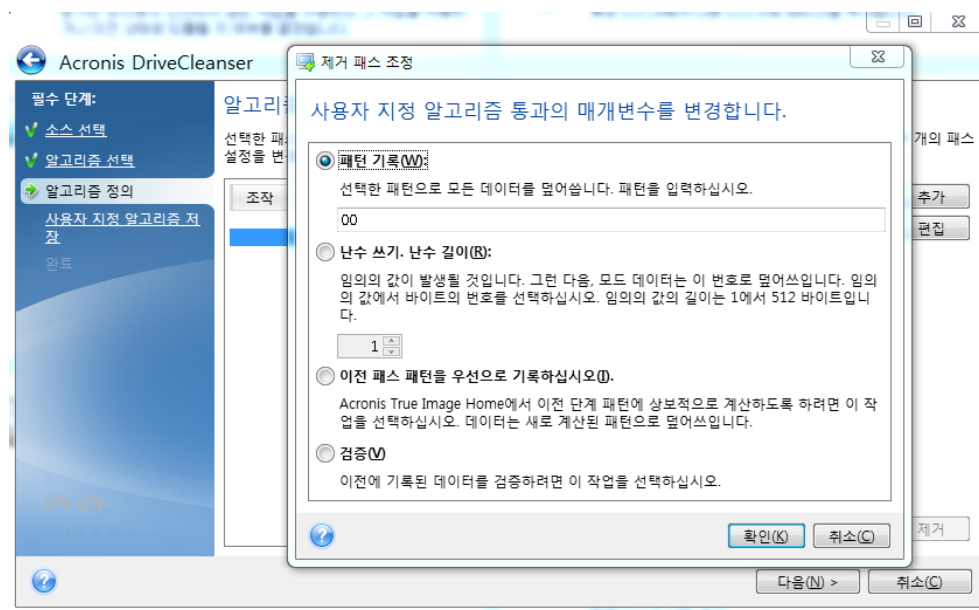 Acronis DriveCleanser
필수 단계:
소스 선택
알고리즘 선택
알고리즘 정의
사용자 지정 알고리즘 저
장
완료
알고리
선택한 패
개의 패스
설정을 변
조작
추가
편집
제거
제거 패스 조정
사용자 지정 알고리즘 통과의 매개변수를 변경합니다.
패턴 기록(W):
선택한 패턴으로 모든 데이터를 덮어씁니다. 패턴을 입력하십시오.
00
난수 쓰기. 난수 길이(R):
임의의 값이 발생될 것입니다. 그런 다음, 모드 데이터는 이 번호로 덮어쓰입니다. 임의
의 값에서 바이트의 번호를 선택하십시오. 임의의 값의 길이는 1에서 512 바이트입니
다.
1
이전 패스 패턴을 우선으로 기록하십시오(I).
Acronis True Image Home에서 이전 단계 패턴에 상보적으로 계산하도록 하려면 이 작
업을 선택하십시오. 데이터는 새로 계산된 패턴으로 덮어쓰입니다.
검증(V)
이전에 기록된 데이터를 검증하려면 이 작업을 선택하십시오.
확인(K)
취소(C)
다음(N) >
취소(C)